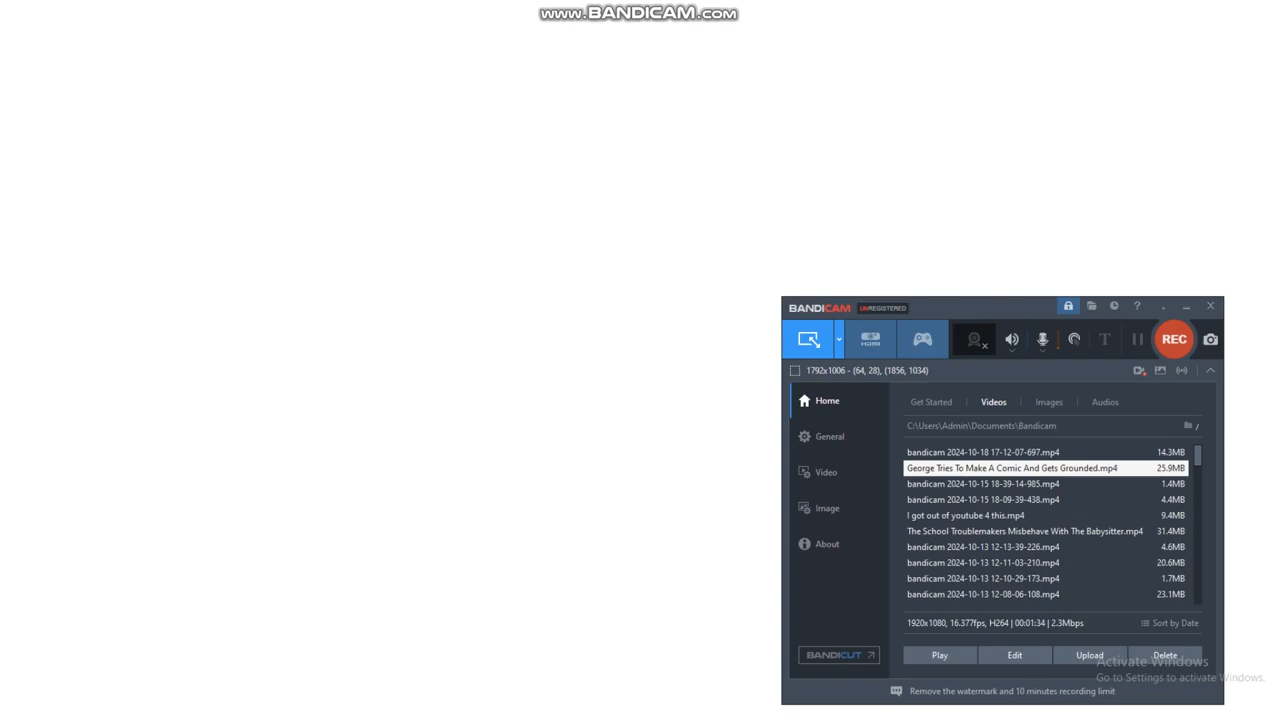 www.BANDICAM.com
BANDICAM UNREGISTERED
HDMI
REC
1792x1006 - (64, 28), (1856, 1034)
Home
General
Video
Image
About
BANDICUT
Get Started
Videos
Images
Audios
C:\Users\Admin\Documents\Bandicam
bandicam 2024-10-18 17-12-07-697.mp4 14.3MB
George Tries To Make A Comic And Gets Grounded.mp4 25.9MB
bandicam 2024-10-15 18-39-14-985.mp4 1.4MB
bandicam 2024-10-15 18-09-39-438.mp4 4.4MB
I got out of youtube 4 this.mp4 9.4MB
The School Troublemakers Misbehave With The Babysitter.mp4 31.4MB
bandicam 2024-10-13 12-13-39-226.mp4 4.6MB
bandicam 2024-10-13 12-11-03-210.mp4 20.6MB
bandicam 2024-10-13 12-10-29-173.mp4 1.7MB
bandicam 2024-10-13 12-08-06-108.mp4 23.1MB
1920x1080, 16.377fps, H264 | 00:01:34 | 2.3Mbps
Sort by Date
Play
Edit
Upload
Delete
Activate Windows
Go to Settings to activate Windows.
Remove the watermark and 10 minutes recording limit